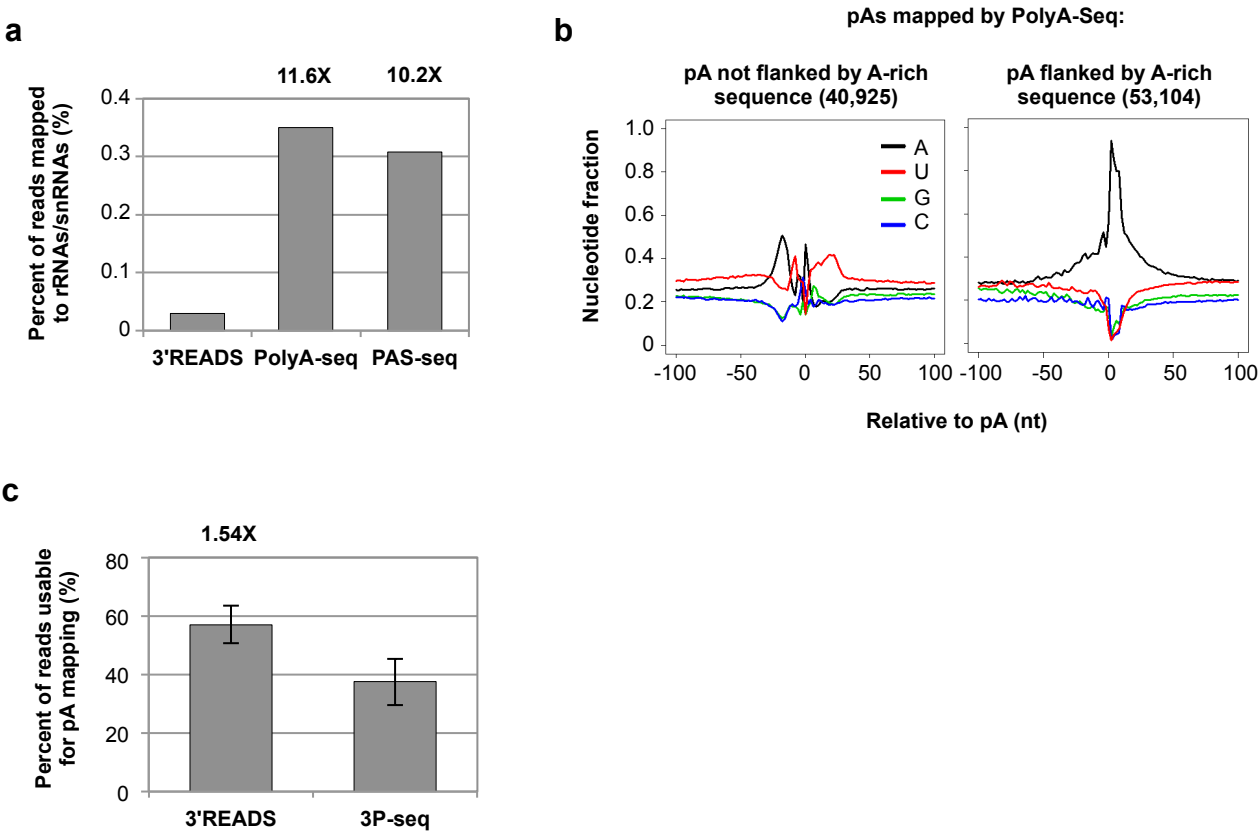 a
11.6X 10.2X
Percent of reads mapped
to rRNAs/snRNAs (%)
0.4
0.3
0.2
0.1
0
3'READS PolyA-seq PAS-seq
b
pAs mapped by PolyA-Seq:
pA not flanked by A-rich
sequence (40,925)
pA flanked by A-rich
sequence (53,104)
Nucleotide fraction
1.0
0.8
0.6
0.4
0.2
0
A
U
G
C
-100 -50 0 50 100
-100 -50 0 50 100
Relative to pA (nt)
c
1.54X
Percent of reads usable
for pA mapping (%)
80
60
40
20
0
3'READS 3P-seq